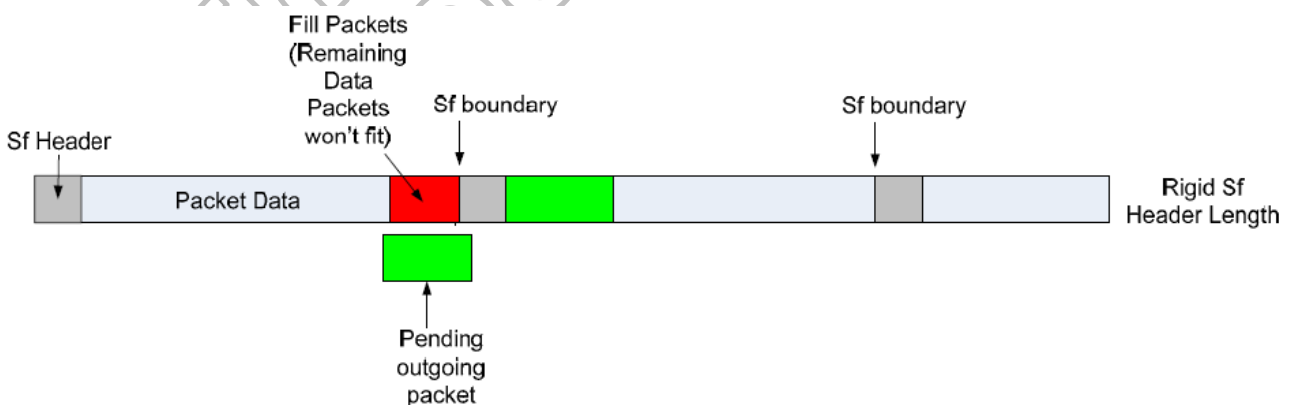 Fill Packets
(Remaining
Data
Packets
won't fit)
Sf boundary
Sf boundary
Sf Header
Packet Data
Rigid Sf
Header Length
Pending
outgoing
packet